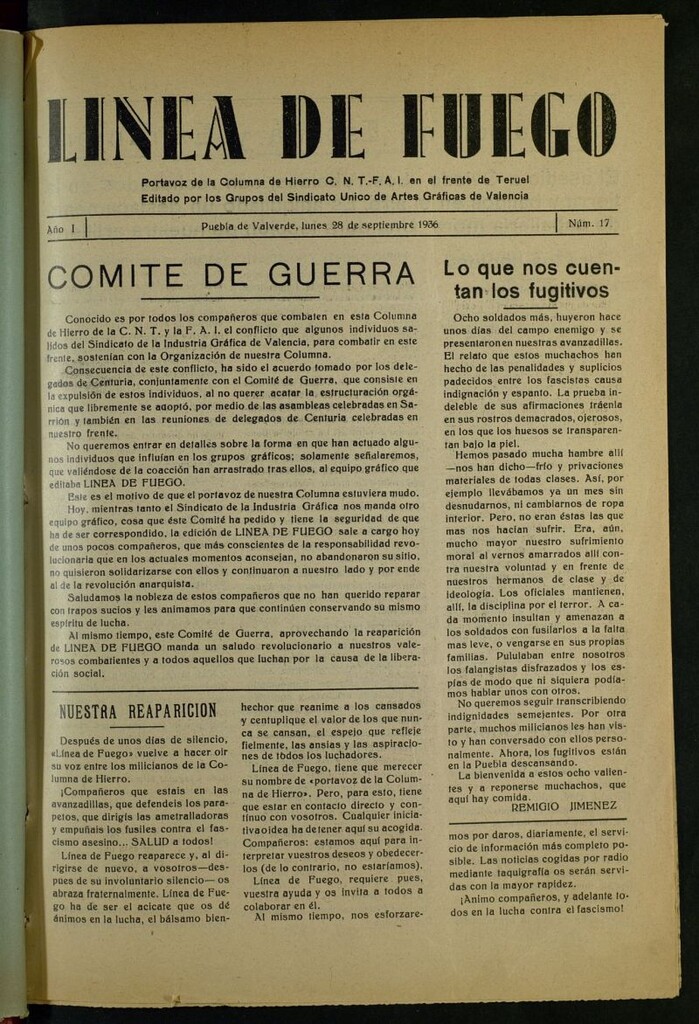 LINEA DE FUEGO
Portavoz de la Columna de Hierro C. N. T.-F. A. I. en el frente de Teruel
Editado por los Grupos del Sindicato Unico de Artes Gráficas de Valencia
Año I
Puebla de Valverde, lunes 28 de septiembre 1936
Núm. 17
COMITE DE GUERRA
Conocido es por todos los compañeros que combaten en esta Columna
de Hierro de la C. N. T. y la F. A. I. el conflicto que algunos individuos sa-
lidos del Sindicato de la Industria Gráfica de Valencia, para combatir en este
frente, sostenían con la Organización de nuestra Columna.
Consecuencia de este conflicto, ha sido el acuerdo tomado por los dele-
gados de Centuria, conjuntamente con el Comité de Guerra, que consiste en
la expulsión de estos individuos, al no querer acatar la estructuración orgá-
nica que libremente se adoptó, por medio de las asambleas celebradas en Sa-
rrión y también en las reuniones de delegados de Centuria celebradas en
nuestro frente.
No queremos entrar en detalles sobre la forma en que han actuado algu-
nos individuos que influían en los grupos gráficos; solamente señalaremos,
que valiéndose de la coacción han arrastrado tras ellos, al equipo gráfico que
editaba LINEA DE FUEGO.
Este es el motivo de que el portavoz de nuestra Columna estuviera mudo.
Hoy, mientras tanto el Sindicato de la Industria Gráfica nos manda otro
equipo gráfico, cosa que éste Comité ha pedido y tiene la seguridad de que
ha de ser correspondido, la edición de LINEA DE FUEGO sale a cargo hoy
de unos pocos compañeros, que más conscientes de la responsabilidad revo-
lucionaria que en los actuales momentos aconsejan, no abandonaron su sitio,
no quisieron solidarizarse con ellos y continuaron a nuestro lado y por ende
al de la revolución anarquista.
Saludamos la nobleza de estos compañeros que no han querido reparar
con trapos sucios y les animamos para que continúen conservando su mismo
espíritu de lucha.
Al mismo tiempo, este Comité de Guerra, aprovechando la reaparición
de LINEA DE FUEGO manda un saludo revolucionario a nuestros vale-
rosos combatientes y a todos aquellos que luchan por la causa de la libera-
ción social.
Lo que nos cuen-
tan los fugitivos
Ocho soldados más, huyeron hace
unos días del campo enemigo y se
presentaron en nuestras avanzadillas.
El relato que estos muchachos han
hecho de las penalidades y suplicios
padecidos entre los fascistas causa
indignación y espanto. La prueba in-
deleble de sus afirmaciones tráenla
en sus rostros demacrados, ojerosos,
en los que los huesos se transparen-
tan bajo la piel.
Hemos pasado mucha hambre allí
—nos han dicho—frío y privaciones
materiales de todas clases. Así, por
ejemplo llevábamos ya un mes sin
desnudarnos, ni cambiarnos de ropa
interior. Pero, no eran éstas las que
mas nos hacían sufrir. Era, aún,
mucho mayor nuestro sufrimiento
moral al vernos amarrados allí con-
tra nuestra voluntad y en frente de
nuestros hermanos de clase y de
ideología. Los oficiales mantienen,
allí, la disciplina por el terror. A ca-
da momento insultan y amenazan a
los soldados con fusilarlos a la falta
mas leve, o vengarse en sus propias
familias. Pululaban entre nosotros
los falangistas disfrazados y los es-
pías de modo que ni siquiera podía-
mos hablar unos con otros.
No queremos seguir transcribiendo
indignidades semejantes. Por otra
parte, muchos milicianos les han vis-
to y han conversado con ellos perso-
nalmente. Ahora, los fugitivos están
en la Puebla descansando.
La bienvenida a estos ocho valien-
tes y a reponerse muchachos, que
aquí hay comida.
REMIGIO JIMENEZ
NUESTRA REAPARICION
Después de unos días de silencio,
«Línea de Fuego» vuelve a hacer oir
su voz entre los milicianos de la Co-
lumna de Hierro.
¡Compañeros que estais en las
avanzadillas, que defendeis los para-
petos, que dirigís las ametralladoras
y empuñais los fusiles contra el fas-
cismo asesino... SALUD a todos!
Línea de Fuego reaparece y, al di-
rigirse de nuevo, a vosotros—des-
pues de su involuntario silencio— os
abraza fraternalmente. Línea de Fue-
go ha de ser el acicate que os dé
ánimos en la lucha, el bálsamo bien-
hechor que reanime a los cansados
y centuplique el valor de los que nun-
ca se cansan, el espejo que refleje
fielmente, las ansias y las aspiracio-
nes de todos los luchadores.
Línea de Fuego, tiene que merecer
su nombre de «portavoz de la Colum-
na de Hierro». Pero, para esto, tiene
que estar en contacto directo y con-
tínuo con vosotros. Cualquier inicia-
tiva o idea ha de tener aquí su acogida.
Compañeros: estamos aquí para in-
terpretar vuestros deseos y obedecer-
los (de lo contrario, no estaríamos).
Línea de Fuego, requiere pues,
vuestra ayuda y os invita a todos a
colaborar en él.
Al mismo tiempo, nos esforzare-
mos por daros, diariamente, el servi-
cio de información más completo po-
sible. Las noticias cogidas por radio
mediante taquigrafía os serán servi-
das con la mayor rapidez.
¡Animo compañeros, y adelante to-
dos en la lucha contra el fascismo!